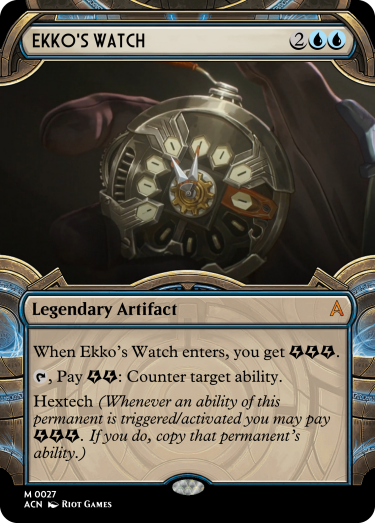 EKKO'S WATCH 2
Legendary Artifact
When Ekko's Watch enters, you get .
, Pay : Counter target ability.
Hextech (Whenever an ability of this
permanent is triggered/activated you may pay
. If you do, copy that permanent's
ability.)
M 0027
ACN Riot Games